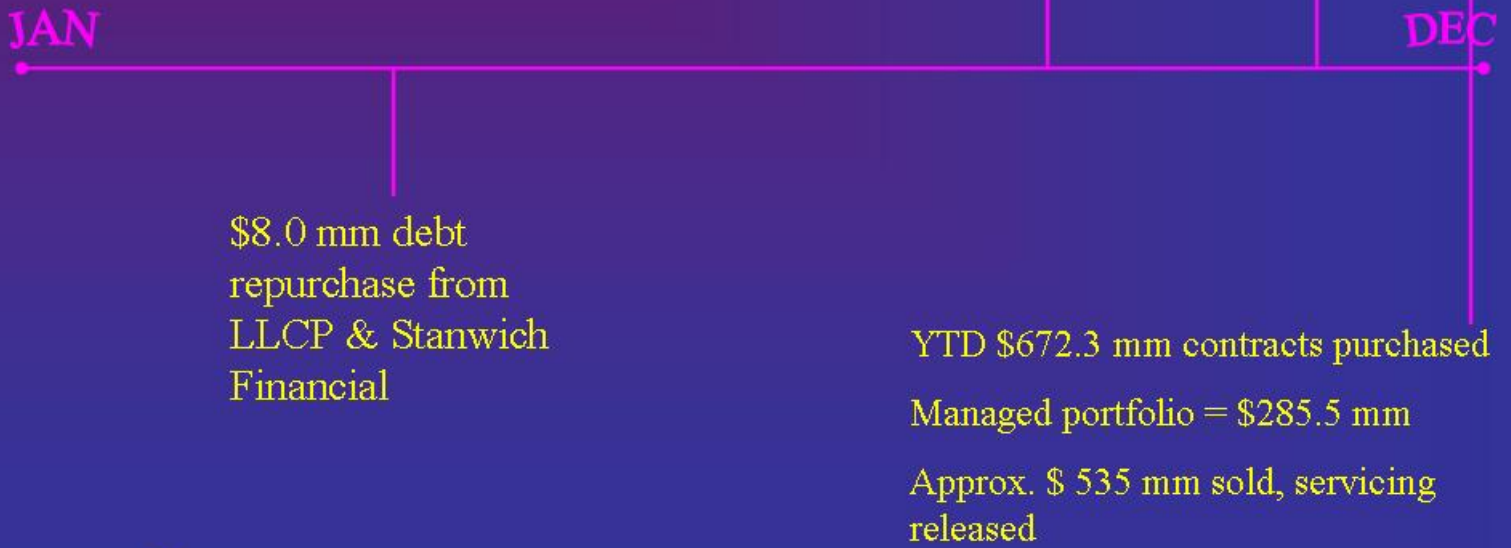 JAN
DEC
$8.0 mm debt
repurchase from
LLCP & Stanwich
Financial
YTD $672.3 mm contracts purchased
Managed portfolio = $285.5 mm
Approx. $ 535 mm sold, servicing
released